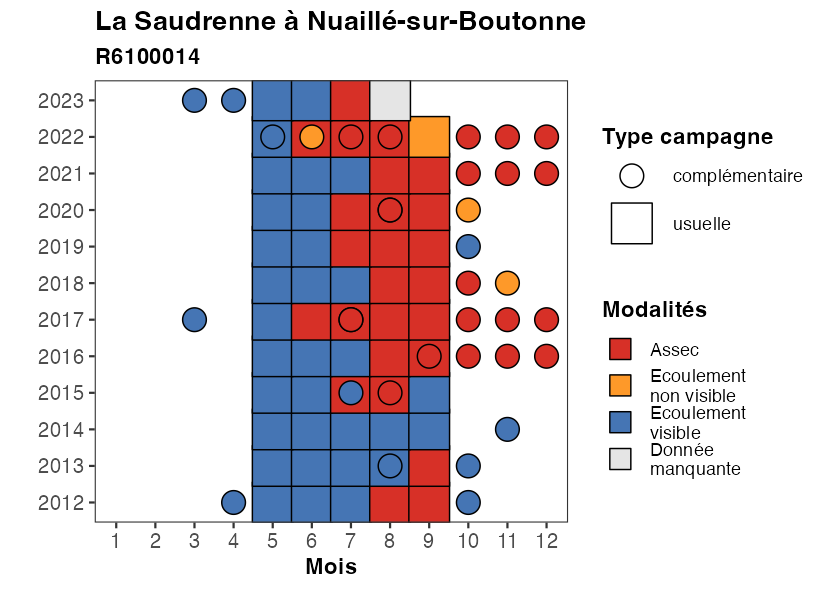 La Saudrenne à Nuaillé-sur-Boutonne
R6100014
2023
2022
2021
2020
2019
2018
2017
2016
2015
2014
2013
2012
1 2 3 4 5 6 7 8 9 10 11 12
Mois
Type campagne
complémentaire
usuelle
Modalités
Assec
Ecoulement
non visible
Ecoulement
visible
Donnée
manquante